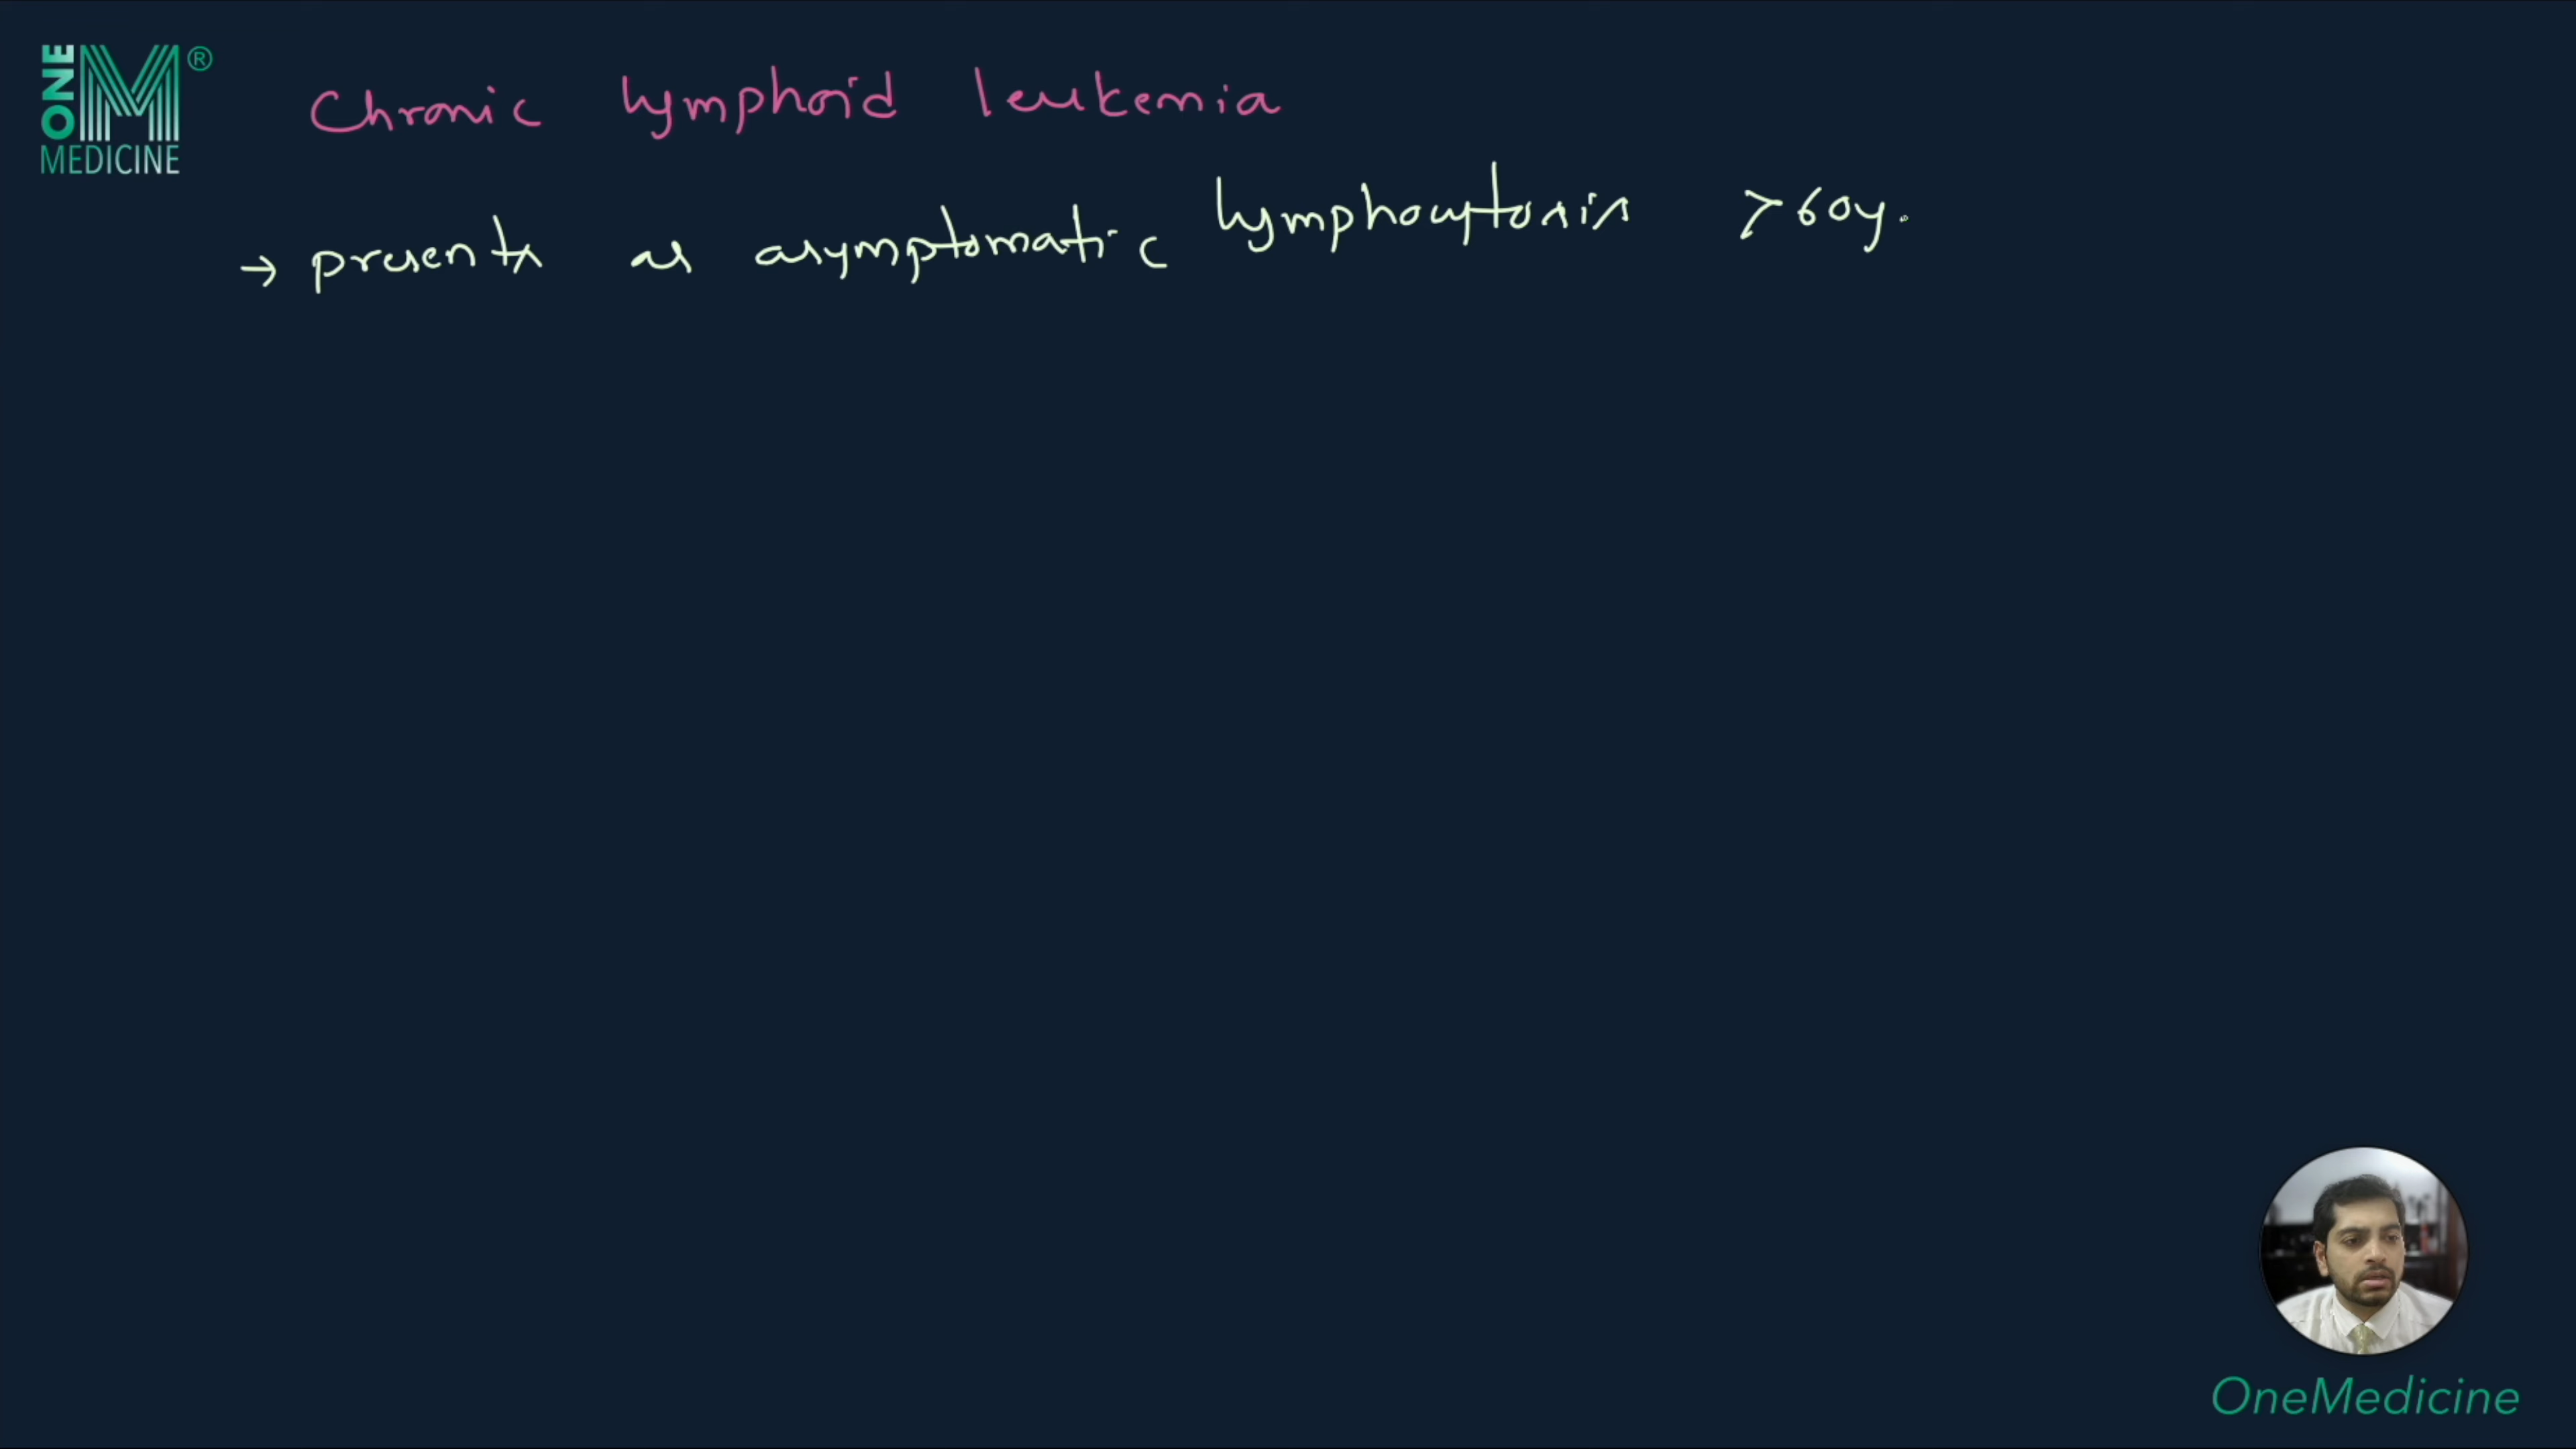 ONE M®
MEDICINE
Chronic lymphoid leukemia
→ presents as asymptomatic lymphocytosis >60y.
OneMedicine